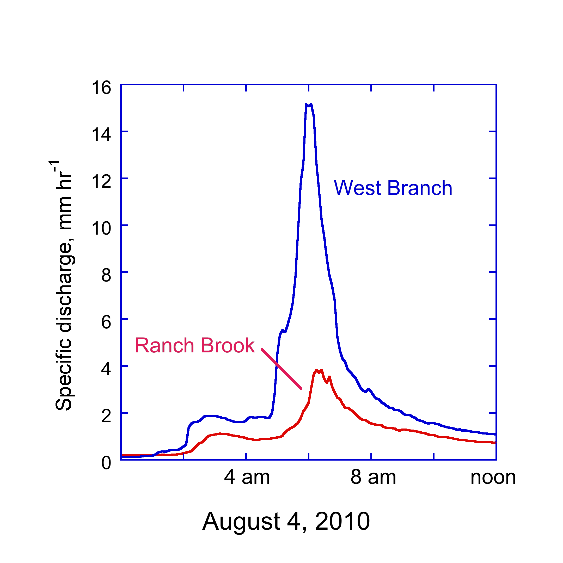 16
14
12
10
8
6
4
2
0
Specific discharge, mm hr⁻¹
West Branch
Ranch Brook
4 am 8 am noon
August 4, 2010